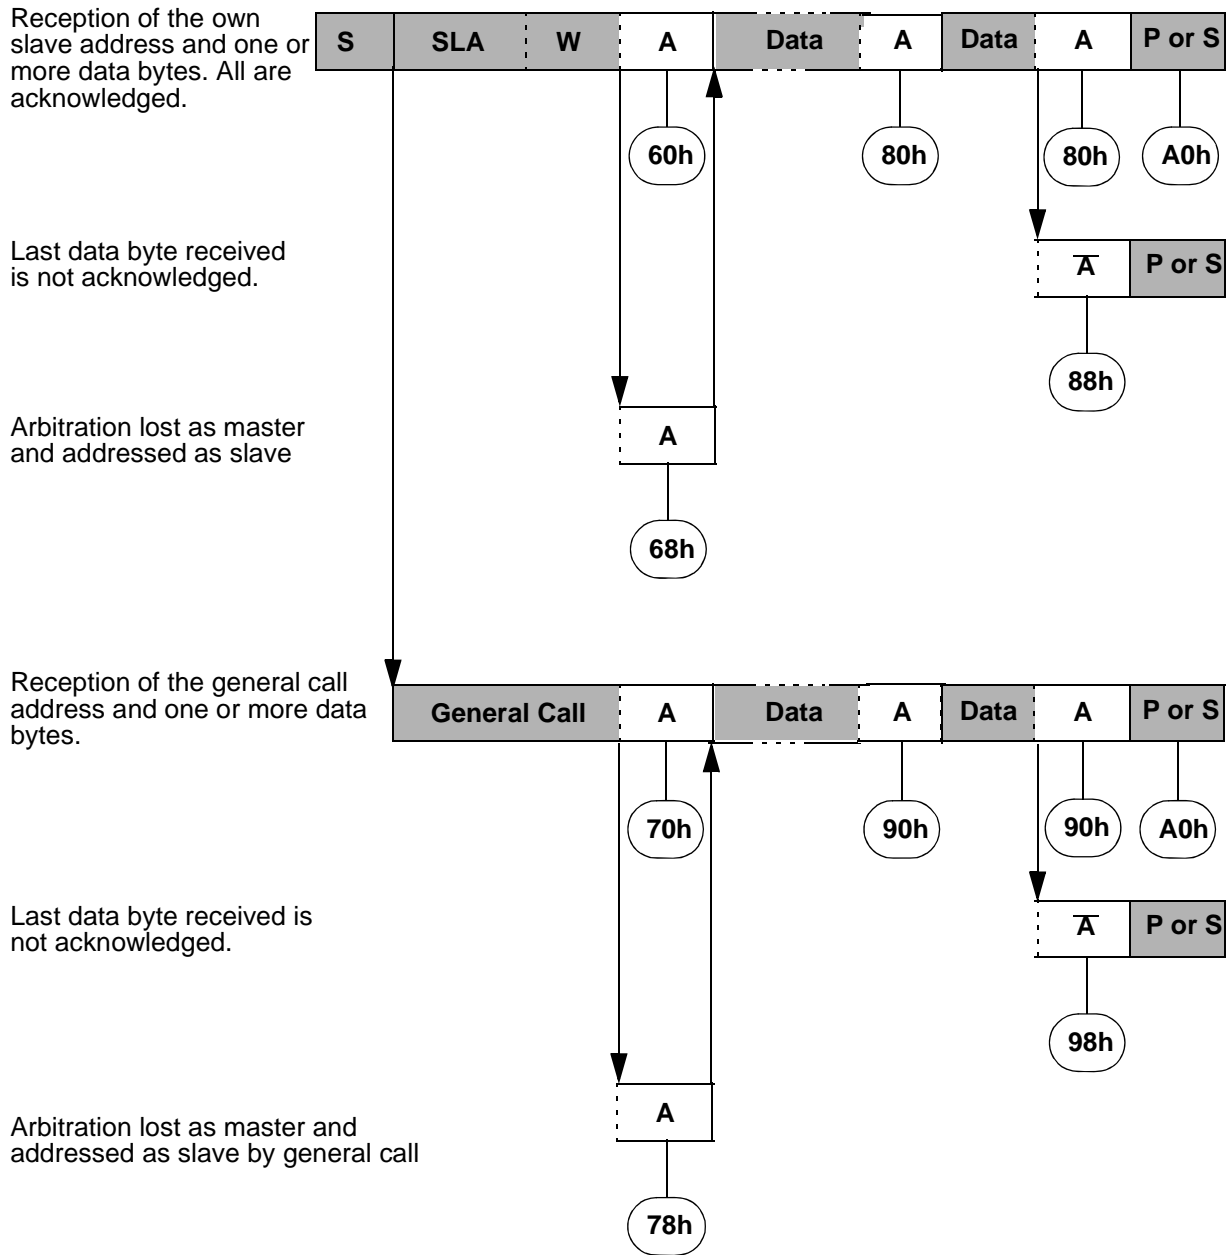 Reception of the own
slave address and one or
more data bytes. All are
acknowledged.
S SLA W A Data A Data A P or S
60h 80h 80h A0h
Last data byte received
is not acknowledged.
A̅ P or S
88h
Arbitration lost as master
and addressed as slave
A
68h
Reception of the general call
address and one or more data
bytes.
General Call A Data A Data A P or S
70h 90h 90h A0h
Last data byte received is
not acknowledged.
A̅ P or S
98h
Arbitration lost as master and
addressed as slave by general call
A
78h